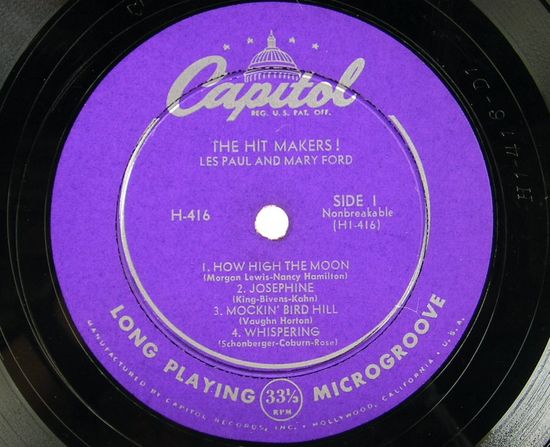 Capitol
REG. U.S. PAT. OFF.
THE HIT MAKERS!
LES PAUL AND MARY FORD
H-416
SIDE 1
Nonbreakable
(H1-416)
1. HOW HIGH THE MOON
(Morgan Lewis-Nancy Hamilton)
2. JOSEPHINE
(King-Bivens-Kahn)
3. MOCKIN' BIRD HILL
(Vaughn Horton)
4. WHISPERING
(Schonberger-Coburn-Rose)
LONG PLAYING 33⅓ RPM MICROGROOVE
MANUFACTURED BY CAPITOL RECORDS, INC. • HOLLYWOOD, CALIFORNIA, U.S.A.